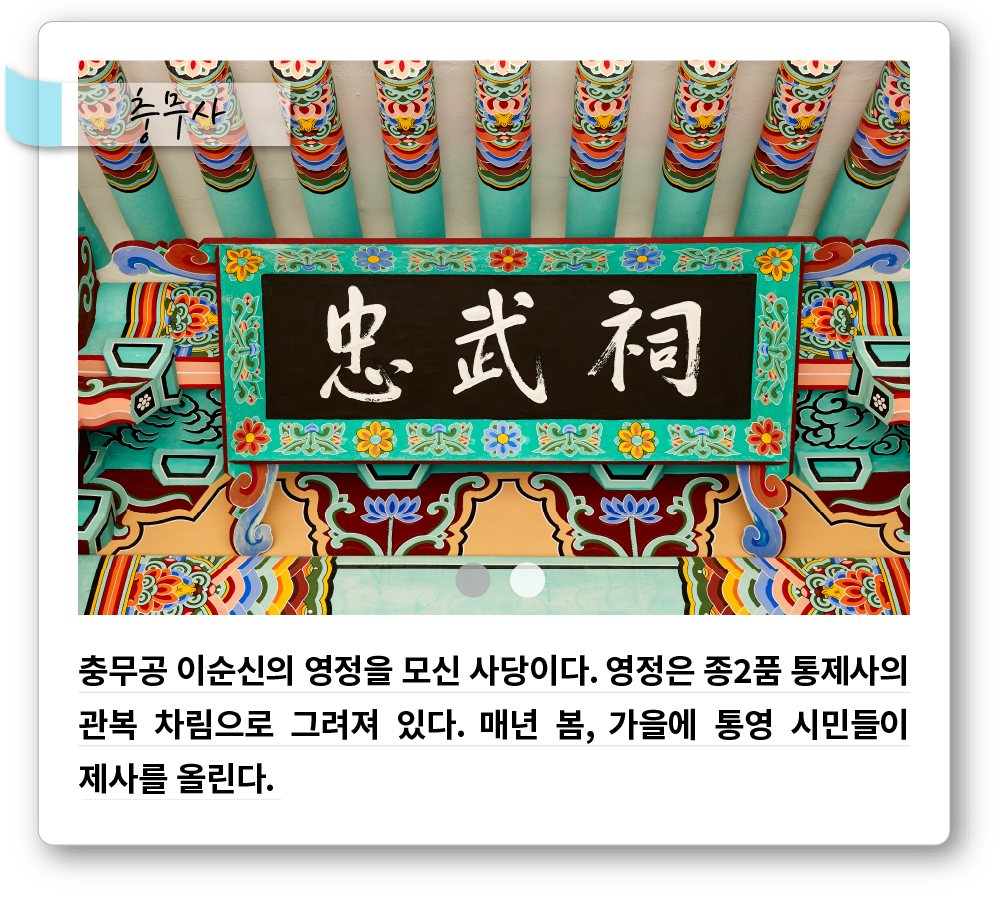 충무사
忠武祠
충무공 이순신의 영정을 모신 사당이다. 영정은 종2품 통제사의
관복 차림으로 그려져 있다. 매년 봄, 가을에 통영 시민들이
제사를 올린다.